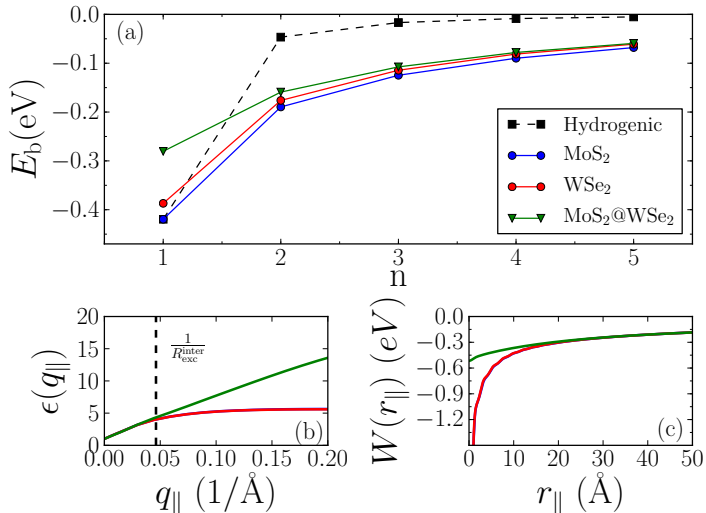 (a)
E_b(eV)
0.0
−0.1
−0.2
−0.3
−0.4
Hydrogenic
MoS₂
WSe₂
MoS₂@WSe₂
1 2 3 4 5
n
ϵ(q∥)
20
15
10
5
0
1/R_exc^inter
(b)
0.00 0.05 0.10 0.15 0.20
q∥ (1/Å)
W(r∥) (eV)
0.0
−0.3
−0.6
−0.9
−1.2
(c)
0 10 20 30 40 50
r∥ (Å)